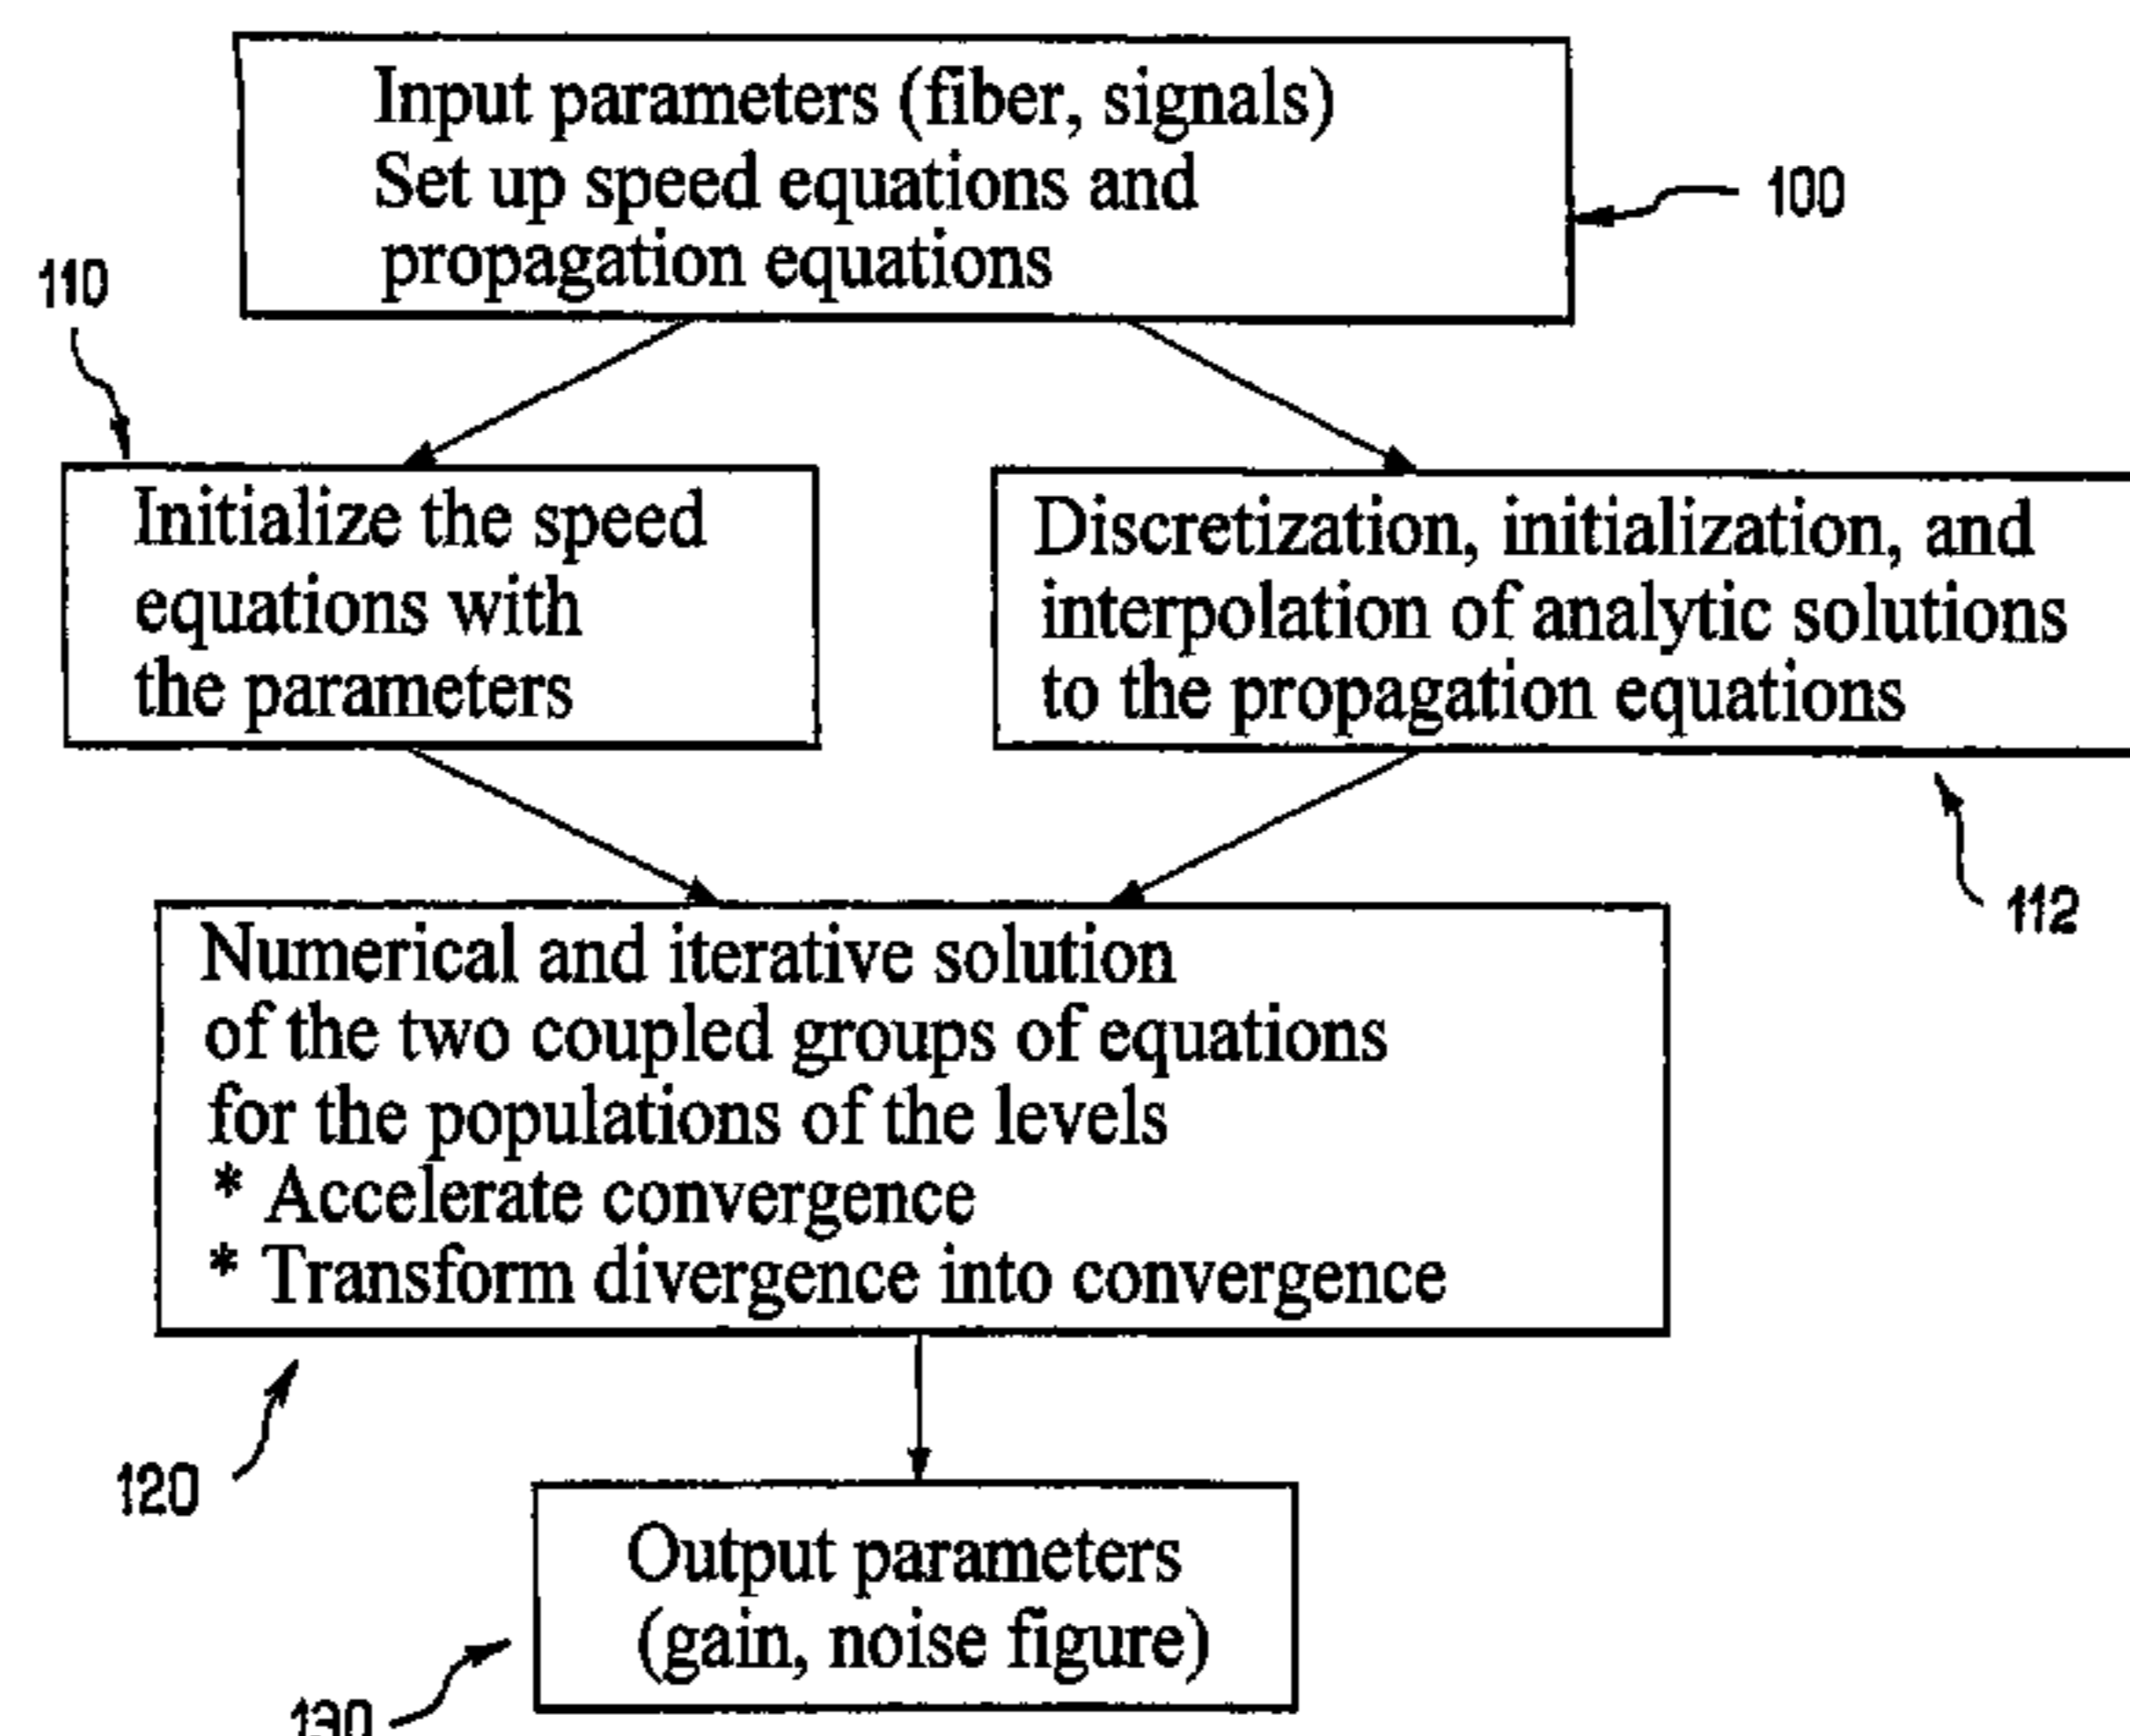 Input parameters (fiber, signals)
Set up speed equations and
propagation equations
100
110
Initialize the speed
equations with
the parameters
Discretization, initialization, and
interpolation of analytic solutions
to the propagation equations
112
Numerical and iterative solution
of the two coupled groups of equations
for the populations of the levels
* Accelerate convergence
* Transform divergence into convergence
120
Output parameters
(gain, noise figure)
130